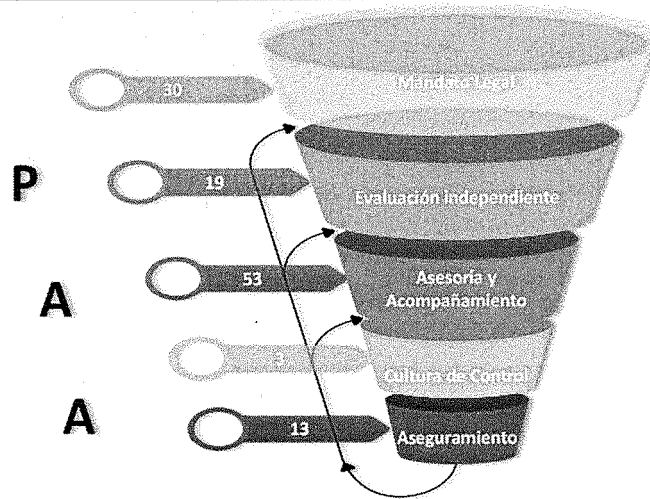 30
Mandato Legal
P
19
Evaluación independiente
53
Asesoría y
Acompañamiento
A
3
Cultura de Control
A
13
Aseguramiento